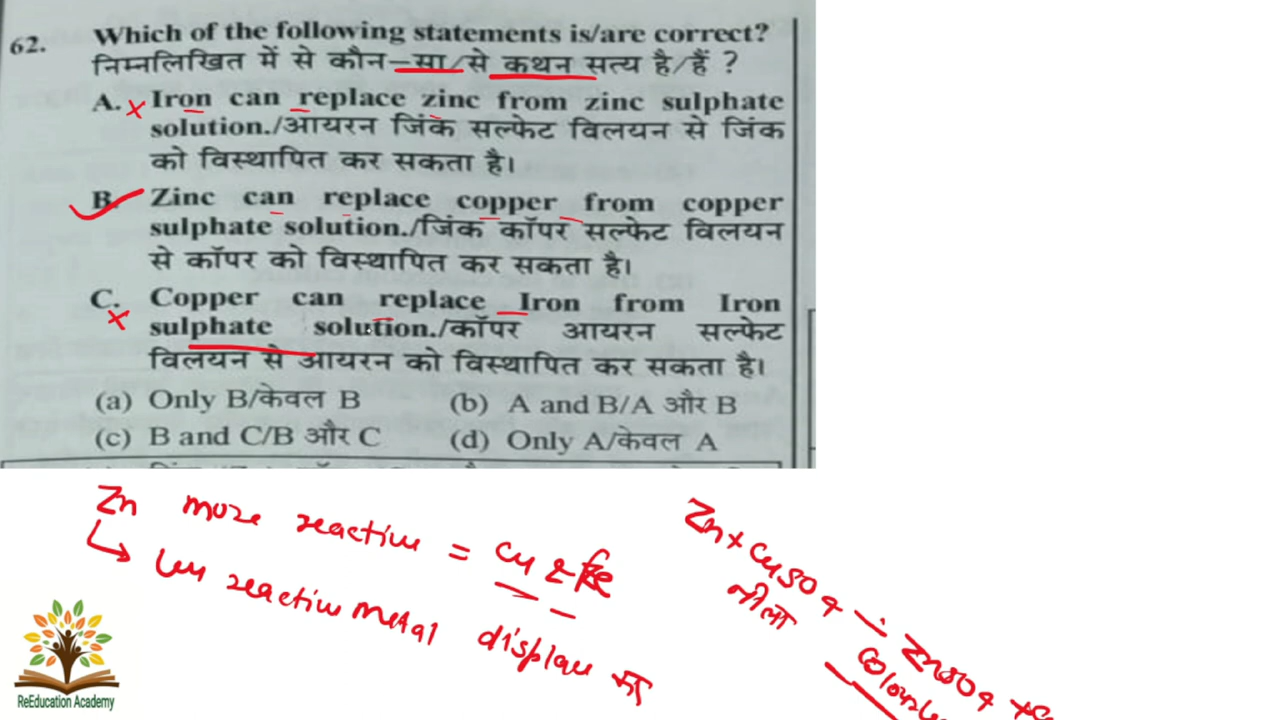 62. Which of the following statements is/are correct?
निम्नलिखित में से कौन-सा/से कथन सत्य है/हैं ?
A. Iron can replace zinc from zinc sulphate
solution./आयरन जिंक सल्फेट विलयन से जिंक
को विस्थापित कर सकता है।
B. Zinc can replace copper from copper
sulphate solution./जिंक कॉपर सल्फेट विलयन
से कॉपर को विस्थापित कर सकता है।
C. Copper can replace Iron from Iron
sulphate solution./कॉपर आयरन सल्फेट
विलयन से आयरन को विस्थापित कर सकता है।
(a) Only B/केवल B (b) A and B/A और B
(c) B and C/B और C (d) Only A/केवल A
Zn more reactive = Cu & Fe
reactive metal
Zn + CuSO4 → ZnSO4 +
नीला
ReEducation Academy